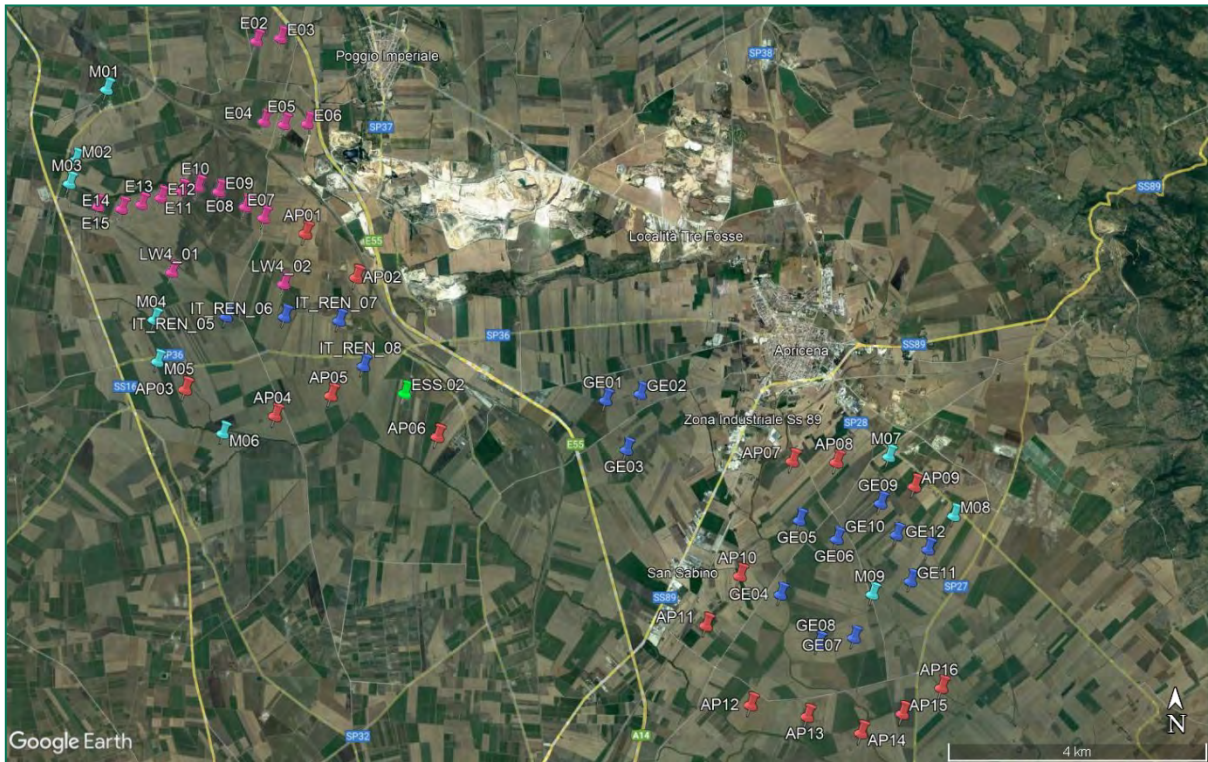 E02
E03
Poggio Imperiale
SP38
M01
E04
E05
E06
SP37
M02
M03
E10
E13
E12
E09
E14
E11
E08
E07
E15
AP01
SS89
Località Tre Fosse
E55
LW4_01
LW4_02
AP02
M04
IT_REN_06
IT_REN_07
IT_REN_05
SP36
SP36
SS89
Apricena
IT_REN_08
SS16
M05
AP03
AP05
ESS.02
GE01
GE02
AP04
Zona Industriale Ss 89
SP28
M06
AP06
E55
GE03
AP07
AP08
M07
AP09
GE09
M08
GE05
GE10
GE12
GE06
AP10
San Sabino
GE11
SS89
GE04
M09
SP27
AP11
GE08
GE07
AP16
AP12
AP15
AP13
AP14
SP32
A14
N
Google Earth
4 km